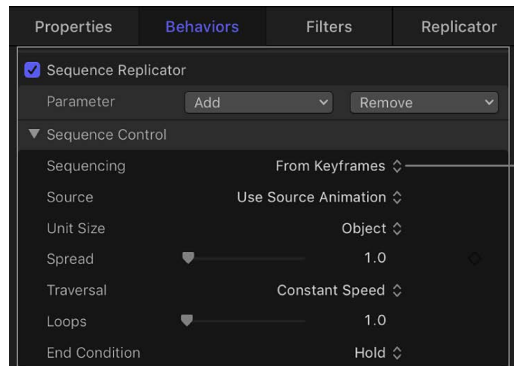 Properties Behaviors Filters Replicator
Sequence Replicator
Parameter Add Remove
Sequence Control
Sequencing From Keyframes
Source Use Source Animation
Unit Size Object
Spread 1.0
Traversal Constant Speed
Loops 1.0
End Condition Hold